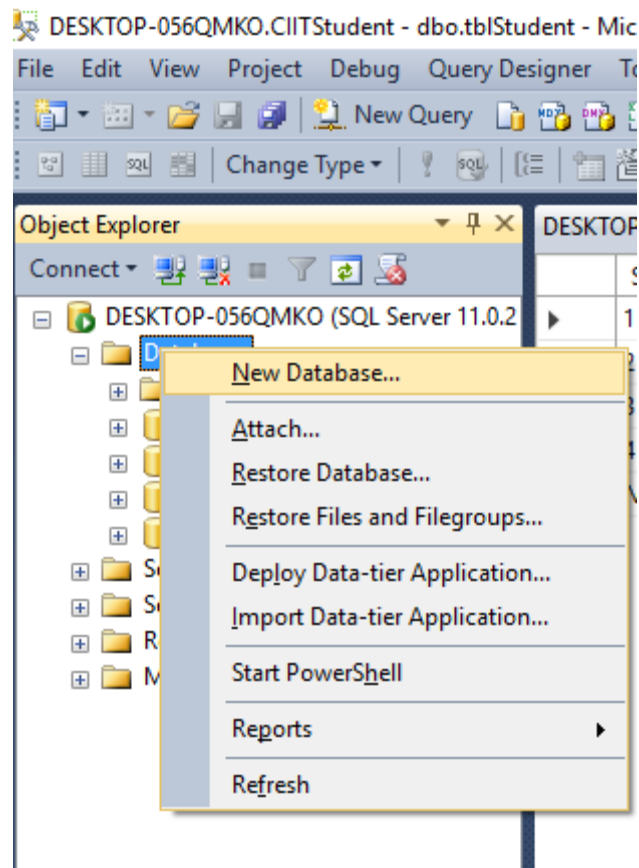 DESKTOP-056QMKO.CIITStudent - dbo.tblStudent - Mic
File Edit View Project Debug Query Designer To
New Query
Change Type
Object Explorer
DESKTOP
Connect
DESKTOP-056QMKO (SQL Server 11.0.2
1
New Database...
Attach...
Restore Database...
Restore Files and Filegroups...
Deploy Data-tier Application...
Import Data-tier Application...
Start PowerShell
Reports
Refresh